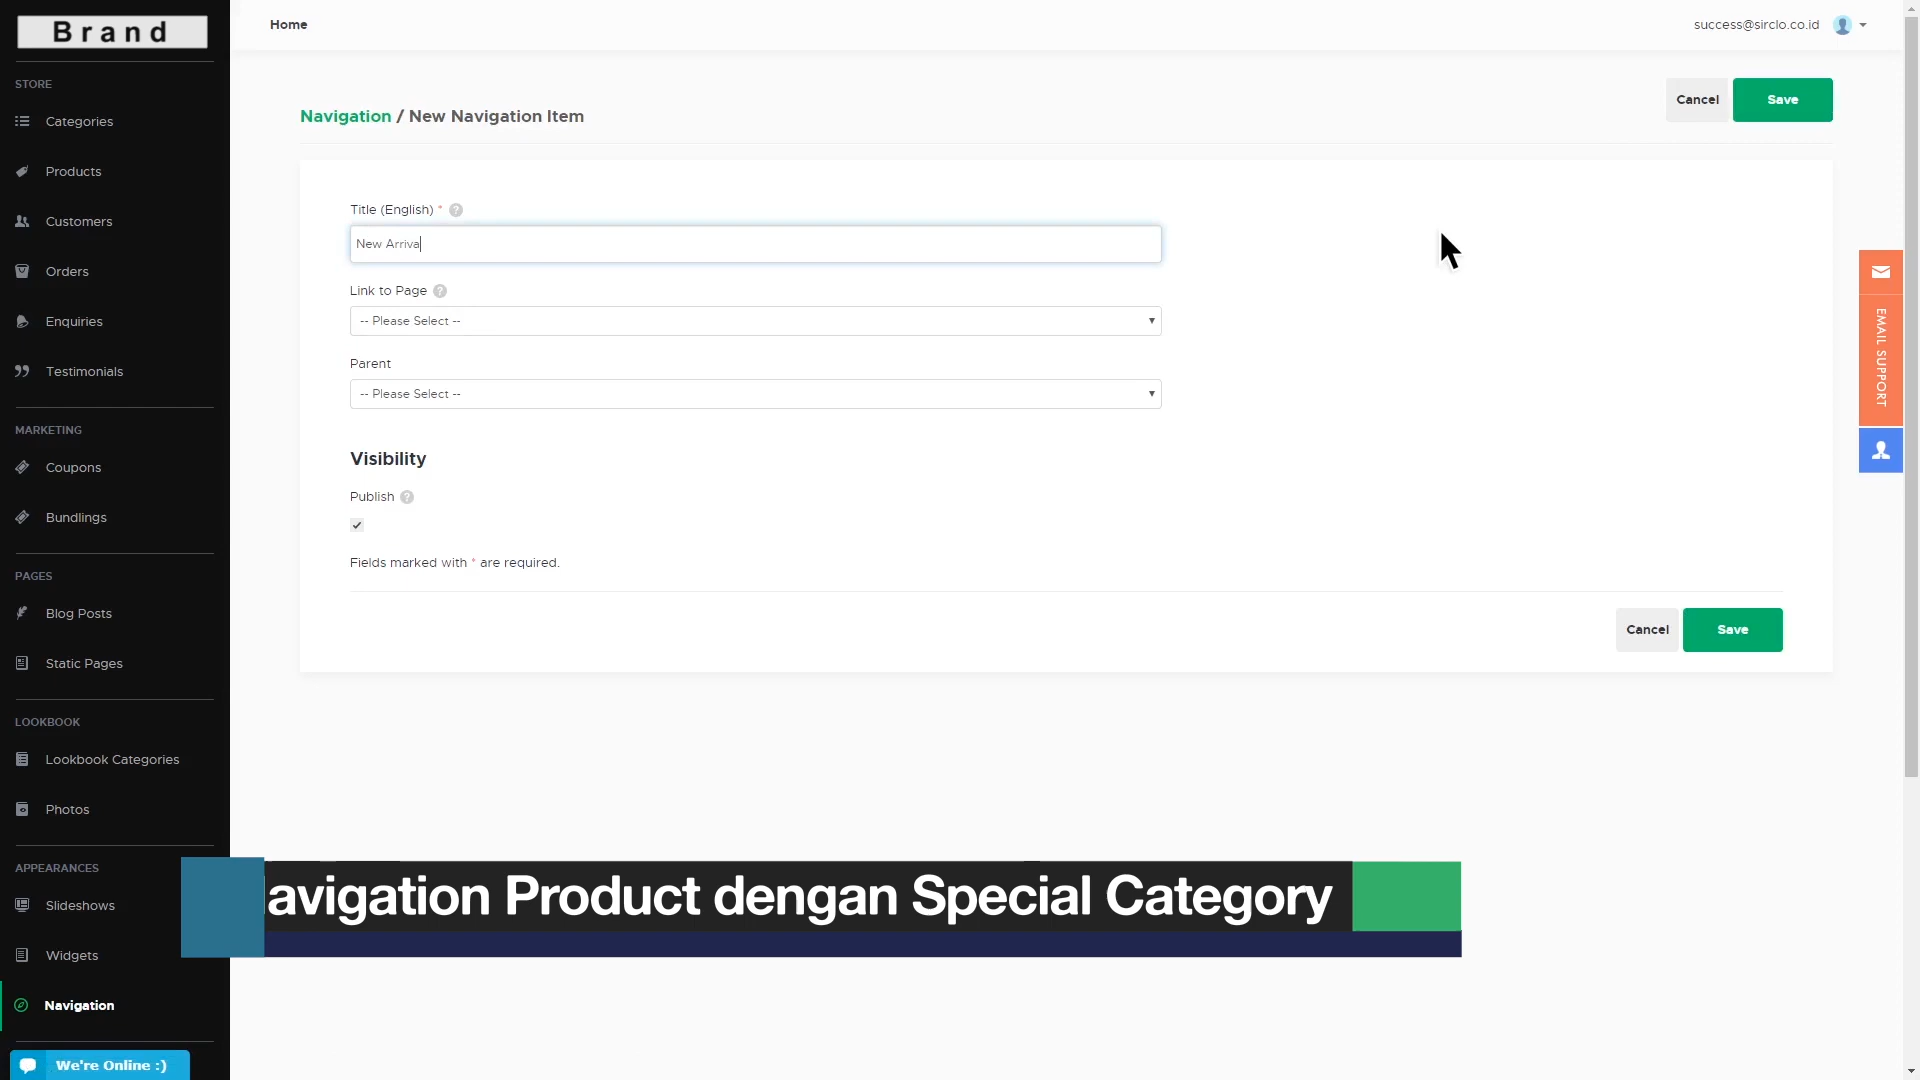 Brand
Home
success@sirclo.co.id
STORE
Categories
Products
Customers
Orders
Enquiries
Testimonials
MARKETING
Coupons
Bundlings
PAGES
Blog Posts
Static Pages
LOOKBOOK
Lookbook Categories
Photos
APPEARANCES
Slideshows
Widgets
Navigation
We're Online :)
Navigation / New Navigation Item
Cancel
Save
Title (English) * ?
New Arriva
Link to Page ?
-- Please Select --
Parent
-- Please Select --
Visibility
Publish ?
Fields marked with * are required.
Cancel
Save
EMAIL SUPPORT
avigation Product dengan Special Category